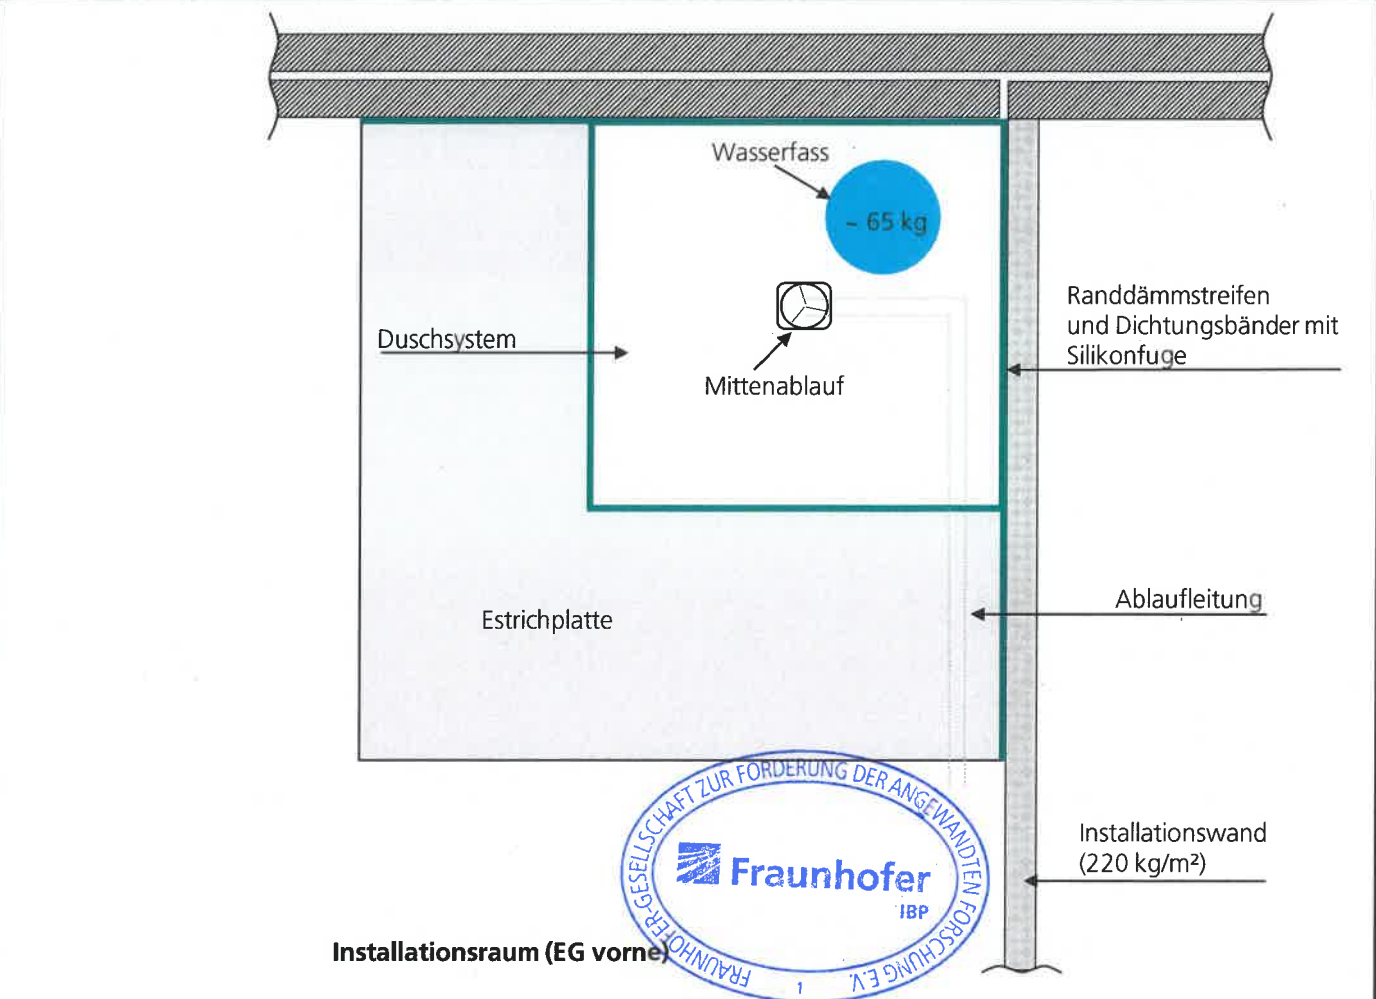 Wasserfass
~ 65 kg
Randdämmstreifen
und Dichtungsbänder mit
Silikonfuge
Duschsystem
Mittenablauf
Ablaufleitung
Estrichplatte
FRAUNHOFER-GESELLSCHAFT ZUR FÖRDERUNG DER ANGEWANDTEN FORSCHUNG E.V.
Fraunhofer
IBP
1
Installationswand
(220 kg/m²)
Installationsraum (EG vorne)